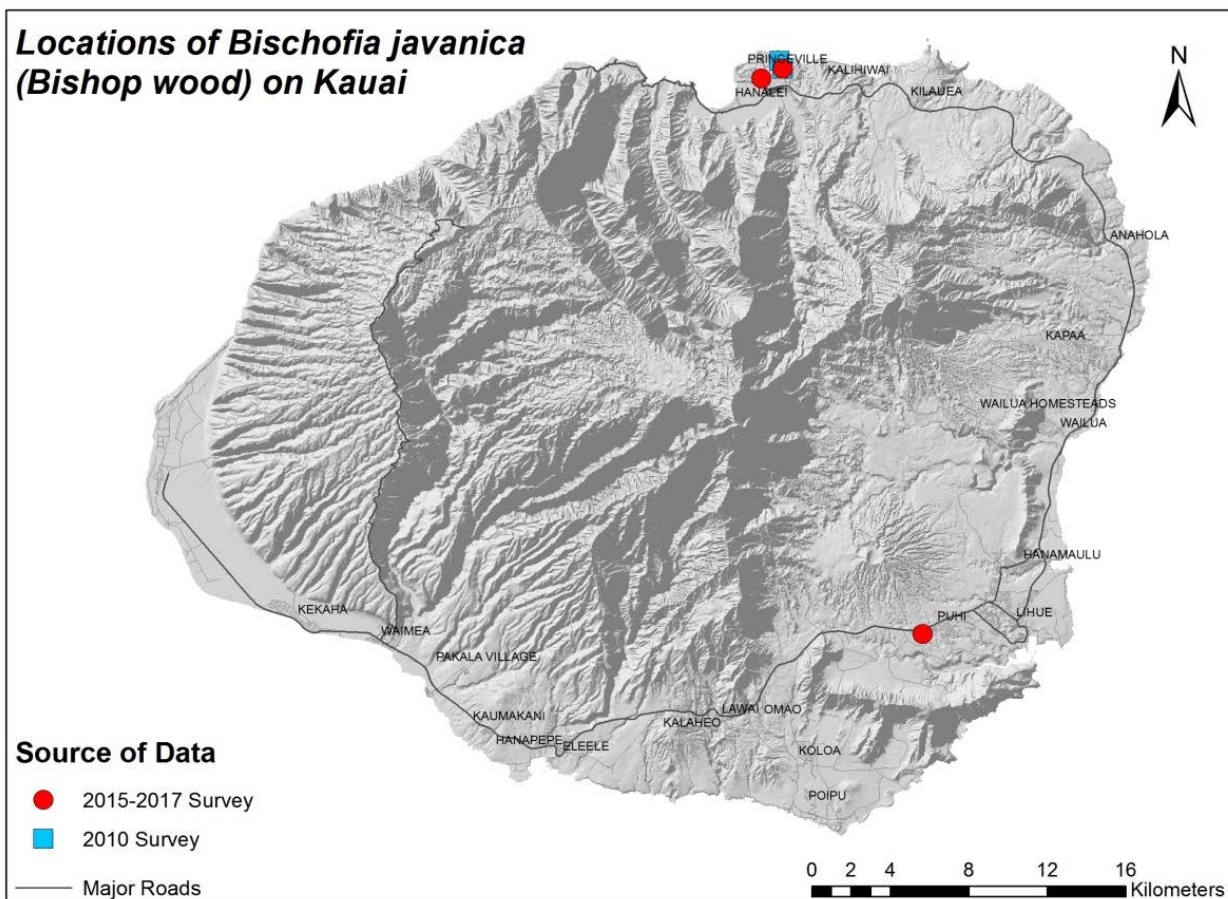 Locations of Bischofia javanica
(Bishop wood) on Kauai
N
PRINCEVILLE
KALIHIWAI
HANALEI
KILAUEA
ANAHOLA
KAPAA
WAILUA HOMESTEADS
WAILUA
HANAMAULU
KEKAHA
PUHI
LIHUE
WAIMEA
PAKALA VILLAGE
KAUMAKANI
LAWAI
OMAO
KALAHEO
HANAPEPE
ELEELE
KOLOA
POIPU
Source of Data
2015-2017 Survey
2010 Survey
Major Roads
0 2 4 8 12 16
Kilometers